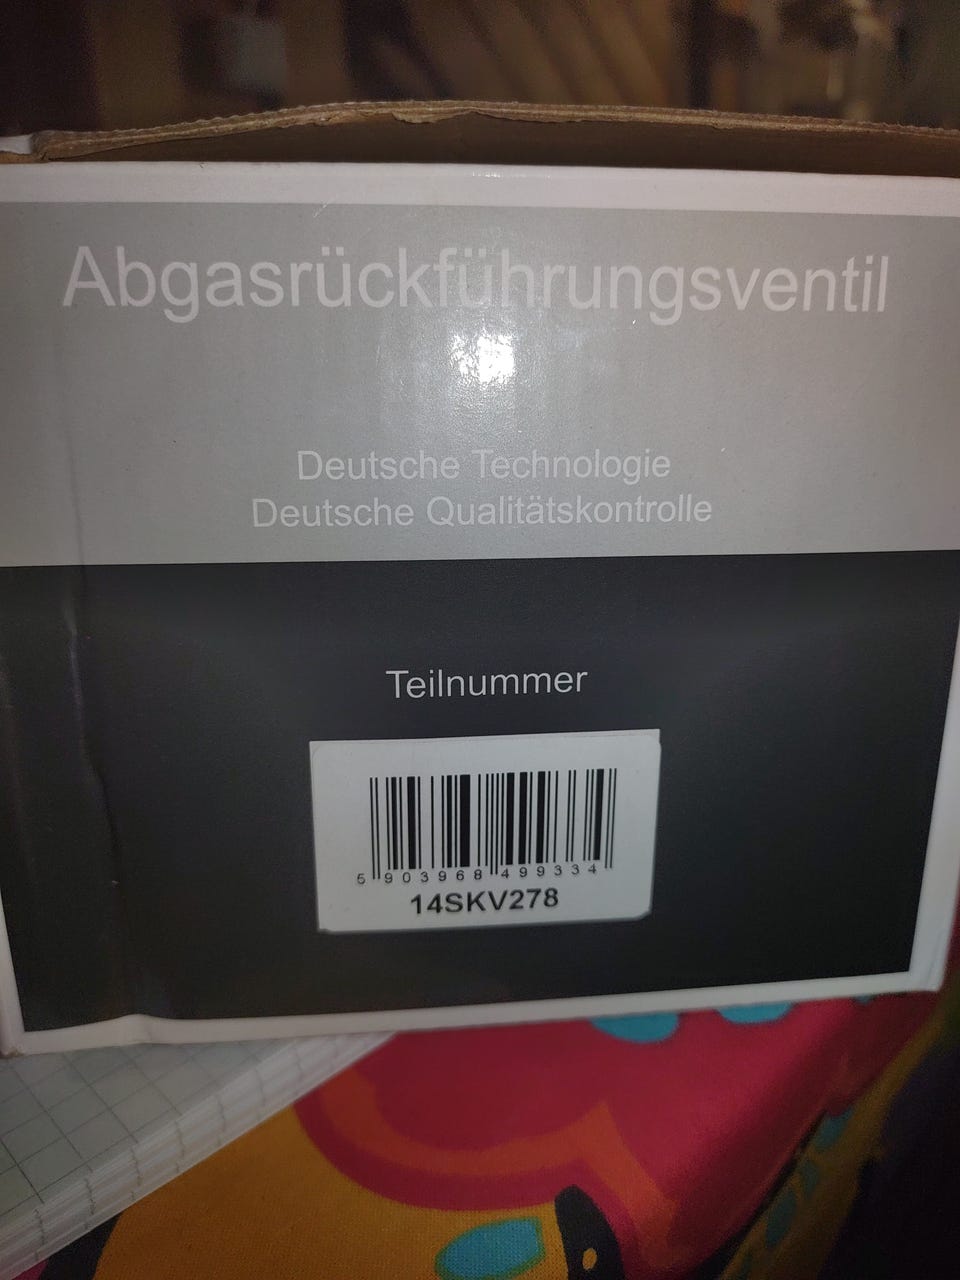 Abgasrückführungsventil
Deutsche Technologie
Deutsche Qualitätskontrolle
Teilnummer
5 903968 499334
14SKV278